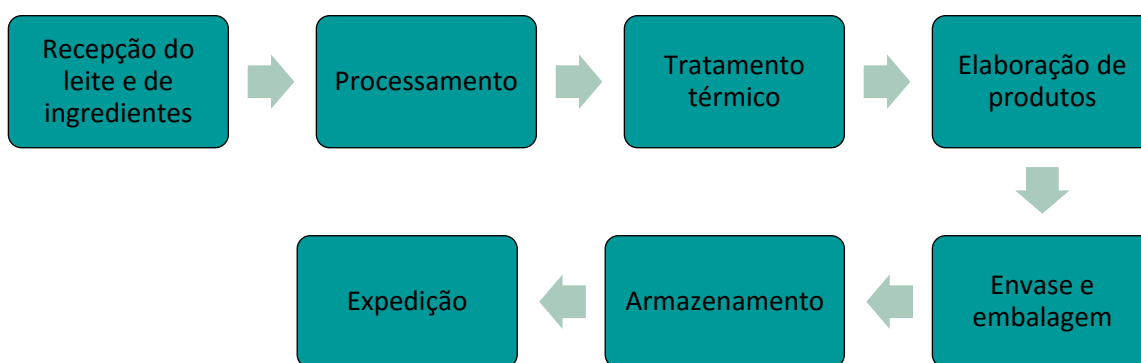 Recepção do
leite e de
ingredientes
Processamento
Tratamento
térmico
Elaboração de
produtos
Envase e
embalagem
Armazenamento
Expedição